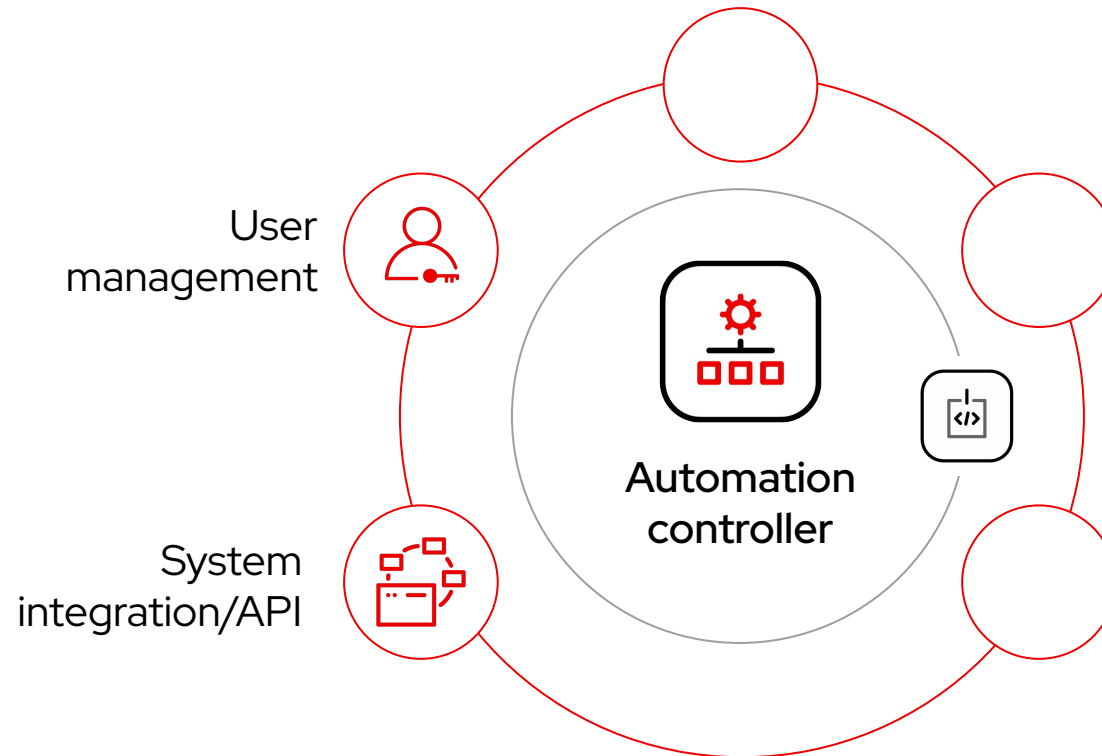 User
management
Automation
controller
</>
System
integration/API